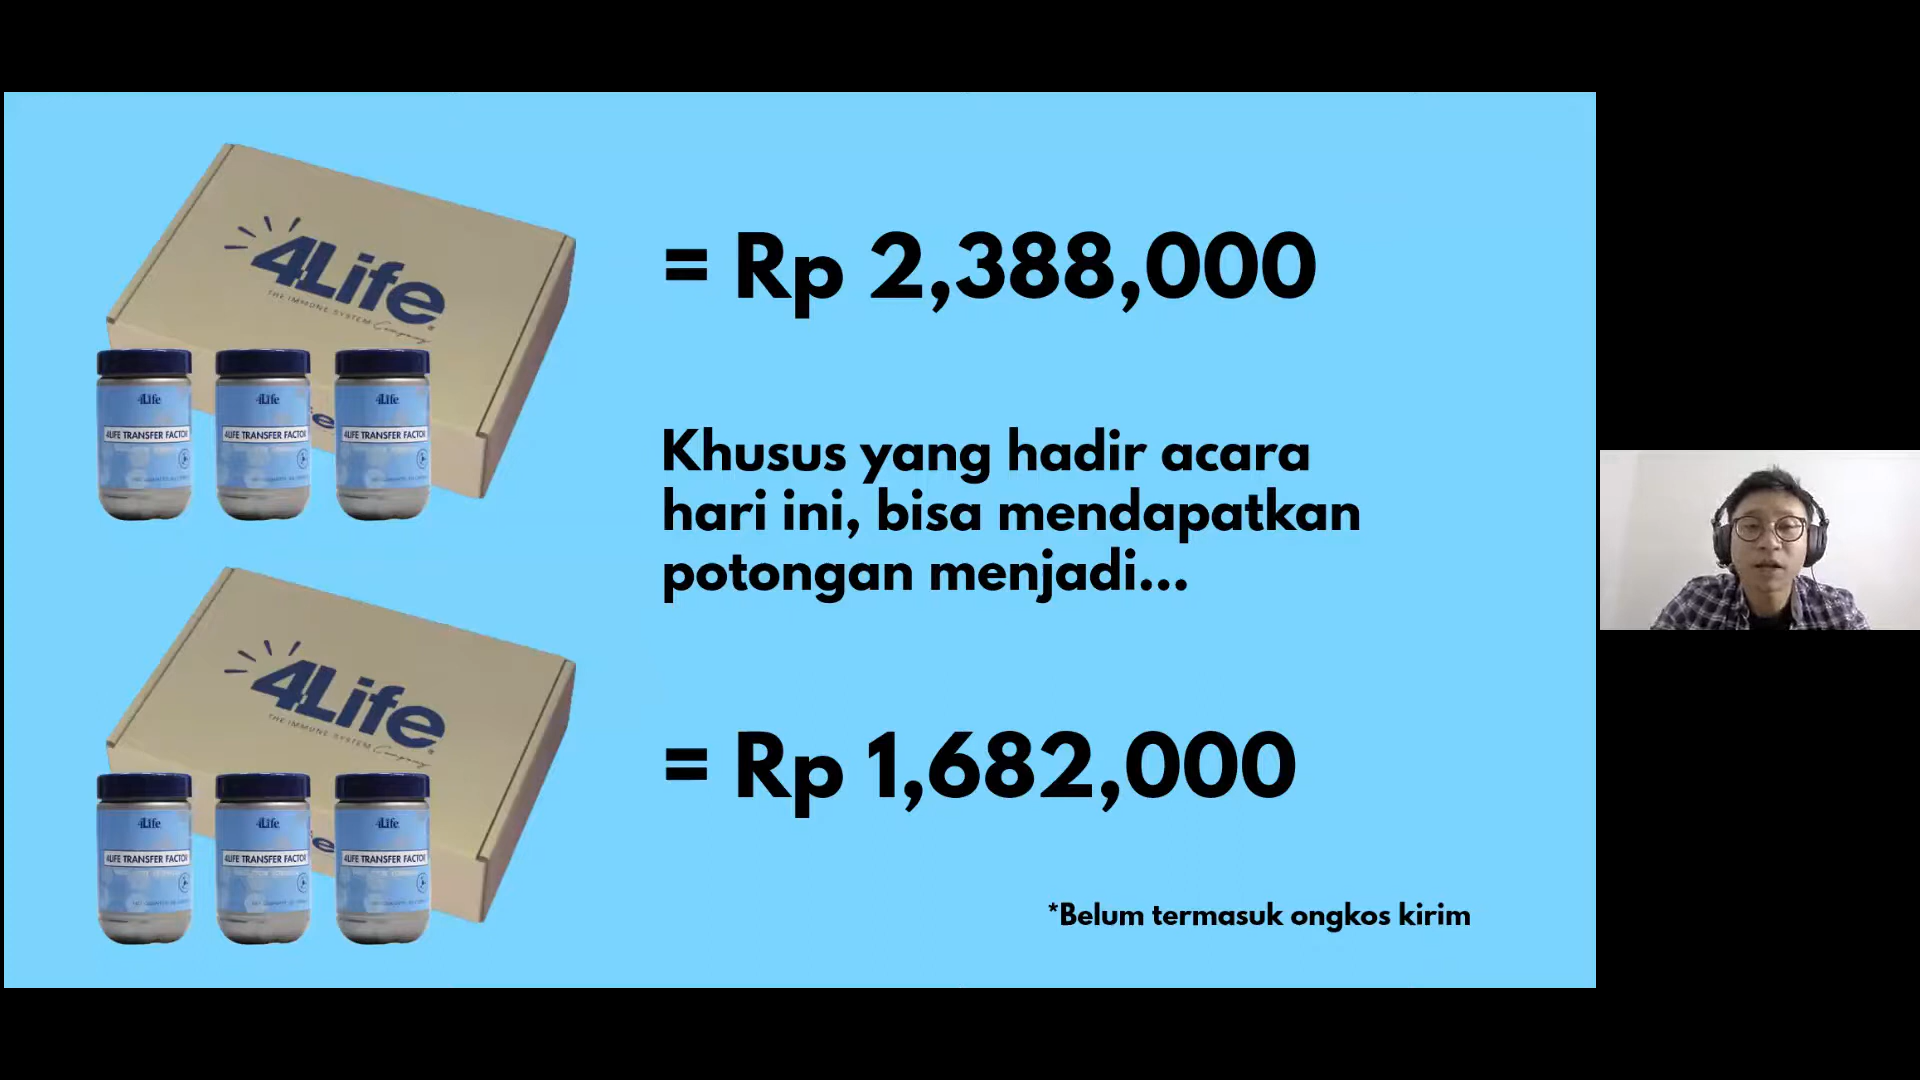 4Life
THE IMMUNE SYSTEM Company
= Rp 2,388,000
4Life
4Life
4Life
4LIFE TRANSFER FACTOR
4LIFE TRANSFER FACTOR
4LIFE TRANSFER FACTOR
Khusus yang hadir acara
hari ini, bisa mendapatkan
potongan menjadi...
4Life
THE IMMUNE SYSTEM Company
= Rp 1,682,000
4Life
4Life
4Life
4LIFE TRANSFER FACTOR
4LIFE TRANSFER FACTOR
4LIFE TRANSFER FACTOR
*Belum termasuk ongkos kirim